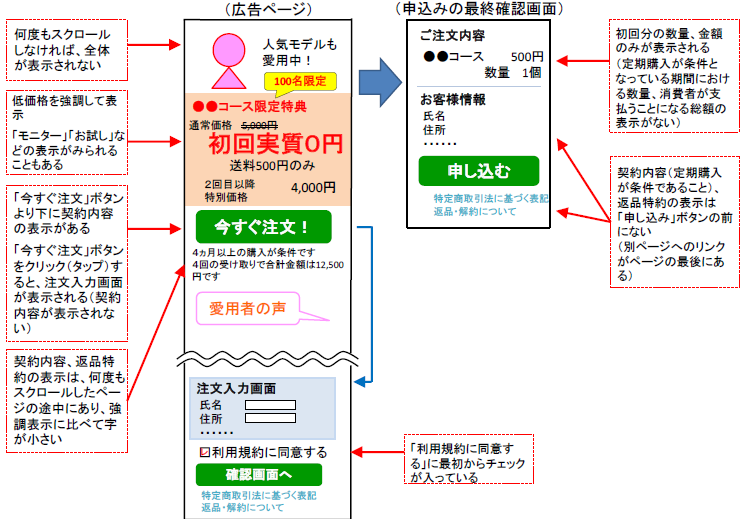 （広告ページ）
（申込みの最終確認画面）
何度もスクロール
しなければ、全体
が表示されない
低価格を強調して表
示
「モニター」「お試し」な
どの表示がみられる
こともある
「今すぐ注文」ボタン
より下に契約内容
の表示がある
「今すぐ注文」ボタン
をクリック（タップ）す
ると、注文入力画面
が表示される（契約
内容が表示されな
い）
契約内容、返品特
約の表示は、何度も
スクロールしたペー
ジの途中にあり、強
調表示に比べて字
が小さい
人気モデルも
愛用中！
100名限定
●●コース限定特典
通常価格 5,000円
初回実質０円
送料500円のみ
２回目以降
特別価格
4,000円
今すぐ注文！
4ヵ月以上の購入が条件です
4回の受け取りで合計金額は12,500
円です
愛用者の声
注文入力画面
氏名
住所
・・・・・・
利用規約に同意する
確認画面へ
特定商取引法に基づく表記
返品・解約について
ご注文内容
●●コース 500円
数量 1個
お客様情報
氏名
住所
・・・・・・
申し込む
特定商取引法に基づく表記
返品・解約について
初回分の数量、金額
のみが表示される
（定期購入が条件と
なっている期間におけ
る数量、消費者が支
払うことになる総額の
表示がない）
契約内容（定期購入
が条件であること）、
返品特約の表示は
「申し込み」ボタンの前
にない
（別ページへのリンク
がページの最後にあ
る）
「利用規約に同意す
る」に最初からチェック
が入っている